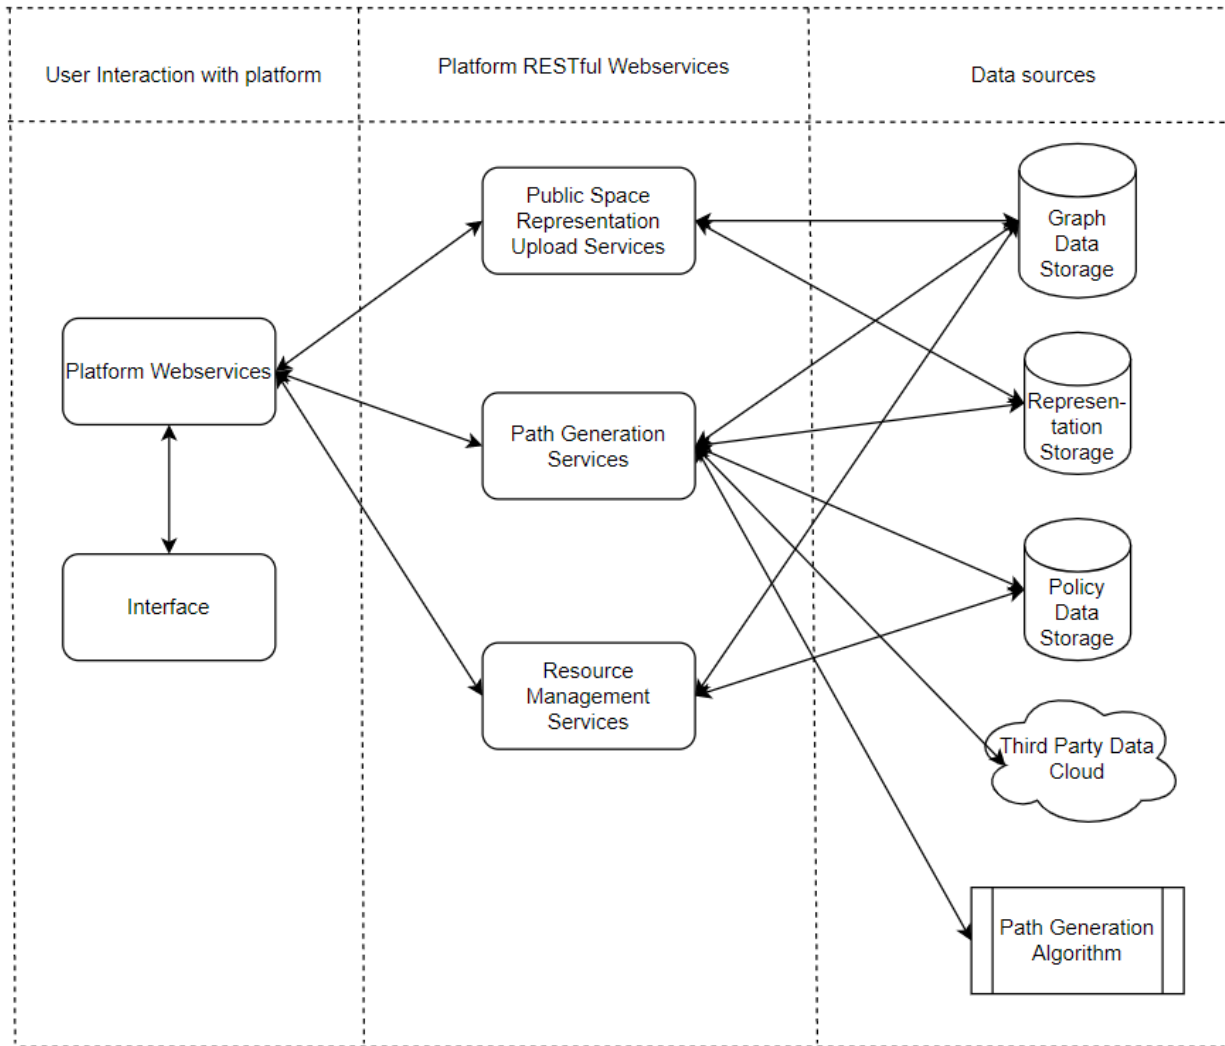 User Interaction with platform
Platform RESTful Webservices
Data sources
Public Space
Representation
Upload Services
Graph
Data
Storage
Platform Webservices
Represen-
tation
Storage
Path Generation
Services
Interface
Policy
Data
Storage
Resource
Management
Services
Third Party Data
Cloud
Path Generation
Algorithm